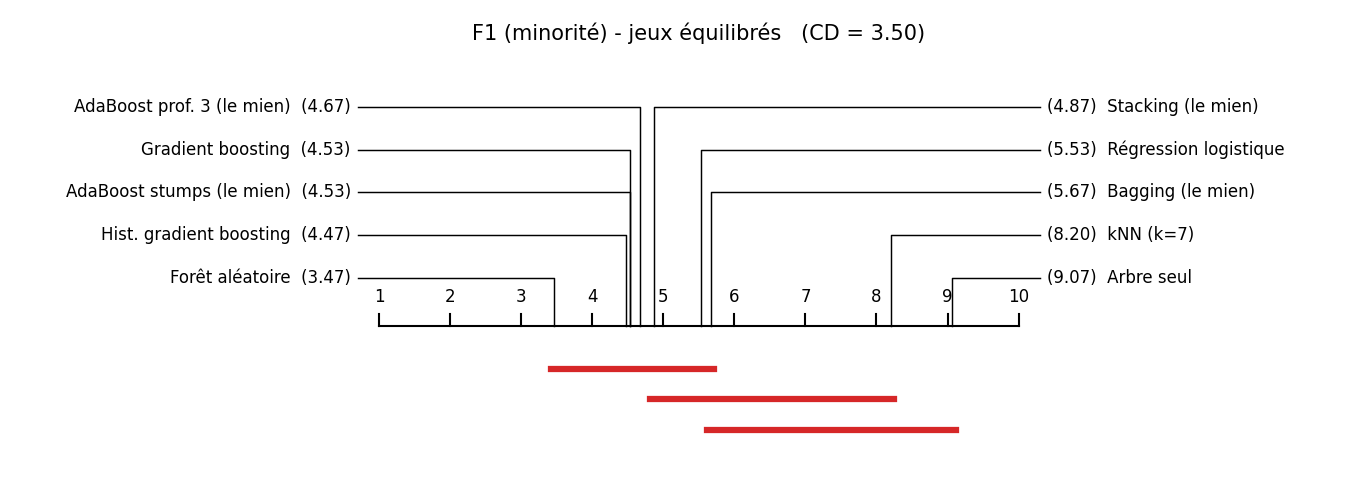 F1 (minorité) - jeux équilibrés   (CD = 3.50)
AdaBoost prof. 3 (le mien)  (4.67)
Gradient boosting  (4.53)
AdaBoost stumps (le mien)  (4.53)
Hist. gradient boosting  (4.47)
Forêt aléatoire  (3.47)
(4.87)  Stacking (le mien)
(5.53)  Régression logistique
(5.67)  Bagging (le mien)
(8.20)  kNN (k=7)
(9.07)  Arbre seul
1 2 3 4 5 6 7 8 9 10